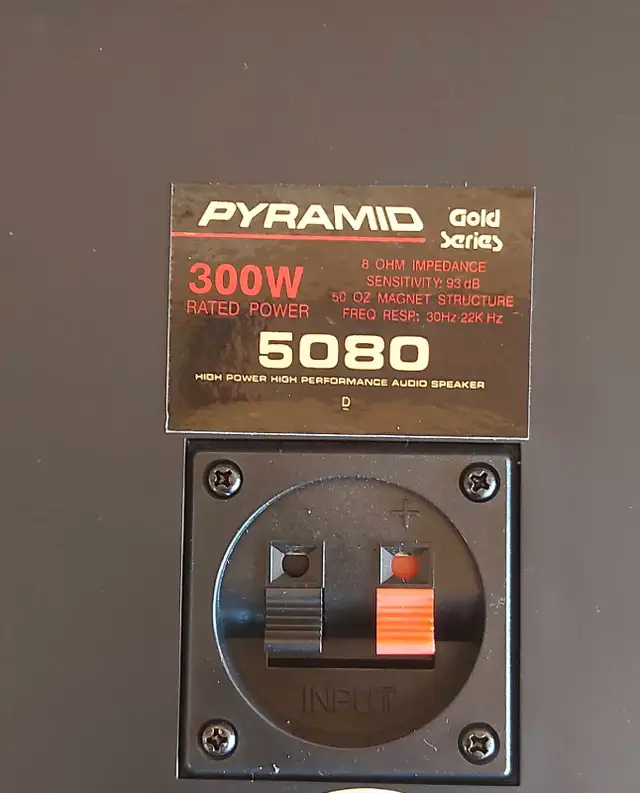 PYRAMID Gold Series
300W
RATED POWER
8 OHM IMPEDANCE
SENSITIVITY: 93 dB
50 OZ MAGNET STRUCTURE
FREQ RESP: 30Hz 22K Hz
5080
HIGH POWER HIGH PERFORMANCE AUDIO SPEAKER
D
+
INPUT